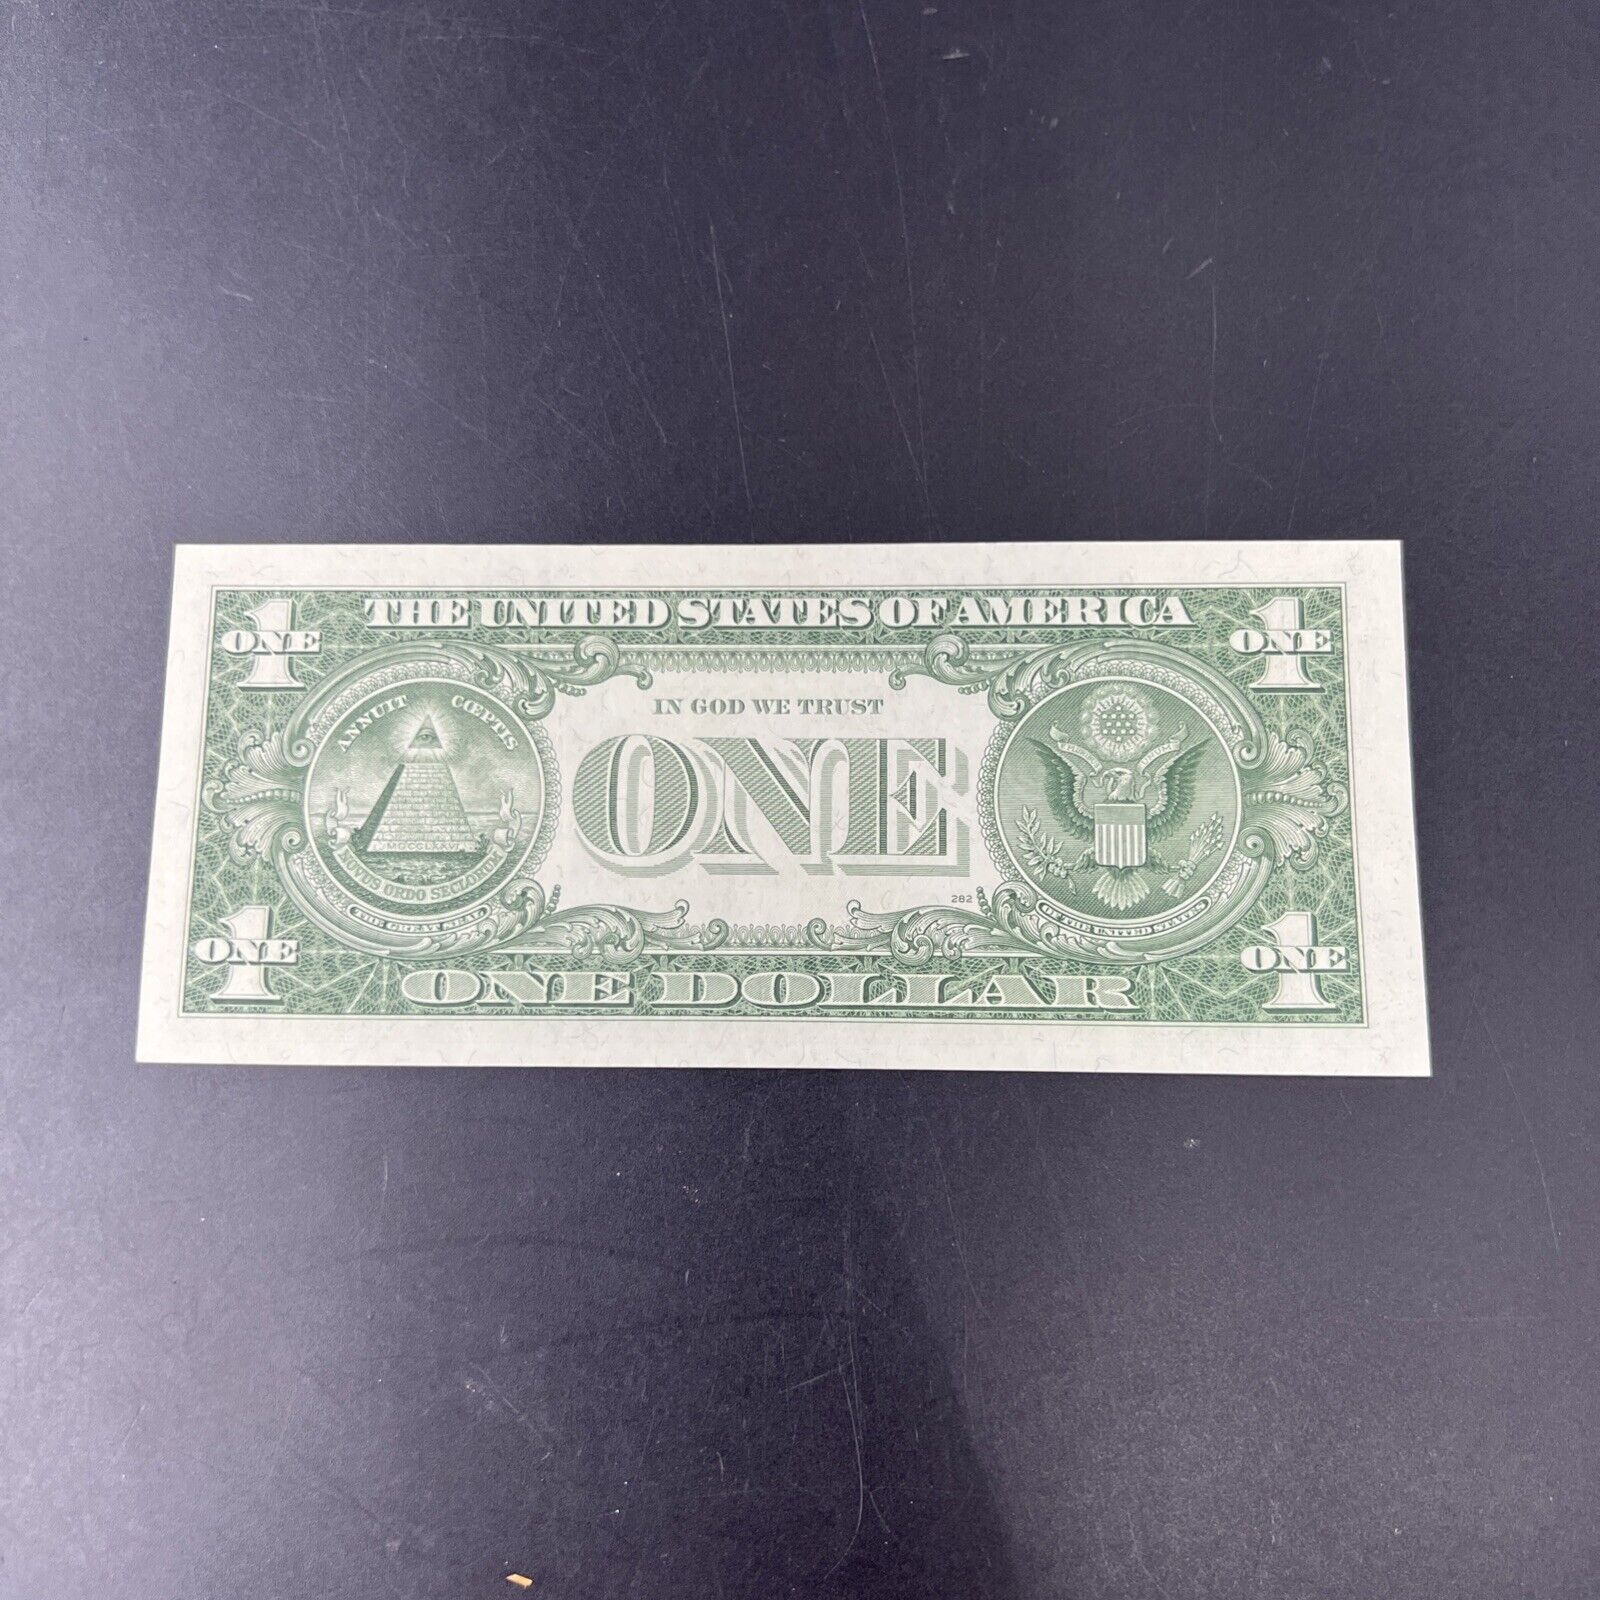 THE UNITED STATES OF AMERICA
1
ONE
1
ONE
IN GOD WE TRUST
ANNUIT CŒPTIS
ONE
MDCCLXXVI
NOVUS ORDO SECLORUM
THE GREAT SEAL
OF THE UNITED STATES
282
1
ONE
1
ONE
ONE DOLLAR